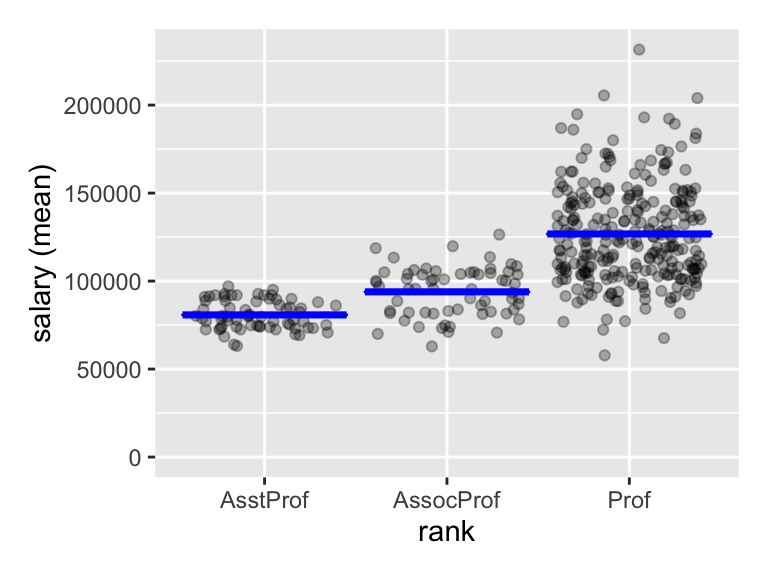 salary (mean)
200000
150000
100000
50000
0
AsstProf
AssocProf
Prof
rank